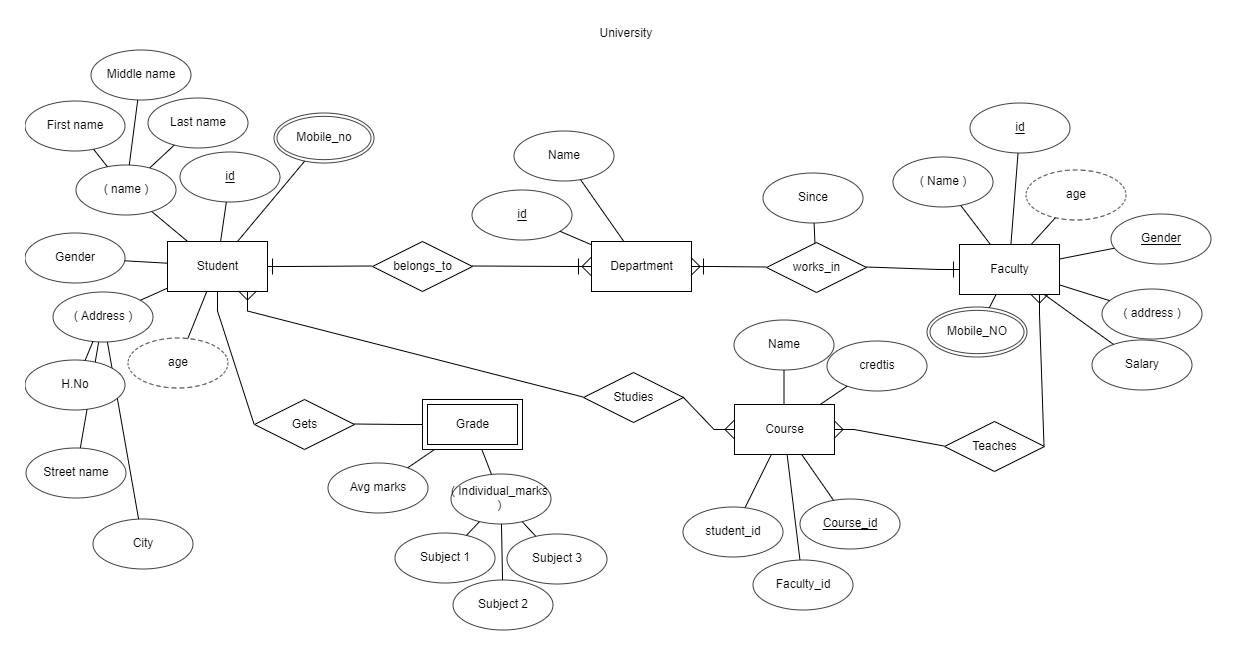 University
Middle name
First name
Last name
Mobile_no
( name )
id
Name
id
Since
id
( Name )
age
Gender
Gender
Student
belongs_to
Department
works_in
Faculty
( Address )
age
( address )
Mobile_NO
Salary
H.No
Name
credtis
Studies
Gets
Grade
Course
Teaches
Street name
Avg marks
( Individual_marks
)
City
Subject 1
Subject 3
Subject 2
student_id
Course_id
Faculty_id